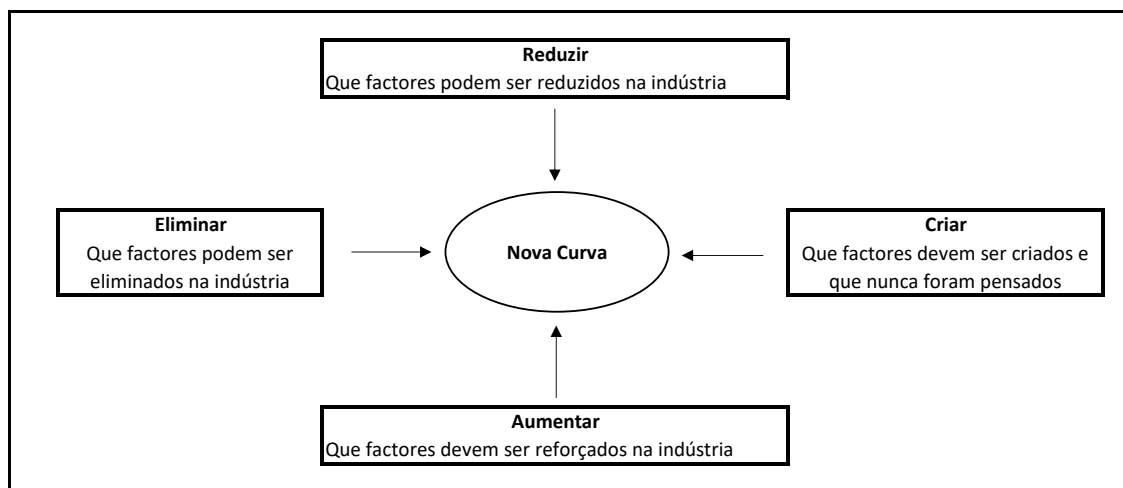 Reduzir
Que factores podem ser reduzidos na indústria
Eliminar
Que factores podem ser
eliminados na indústria
Nova Curva
Criar
Que factores devem ser criados e
que nunca foram pensados
Aumentar
Que factores devem ser reforçados na indústria